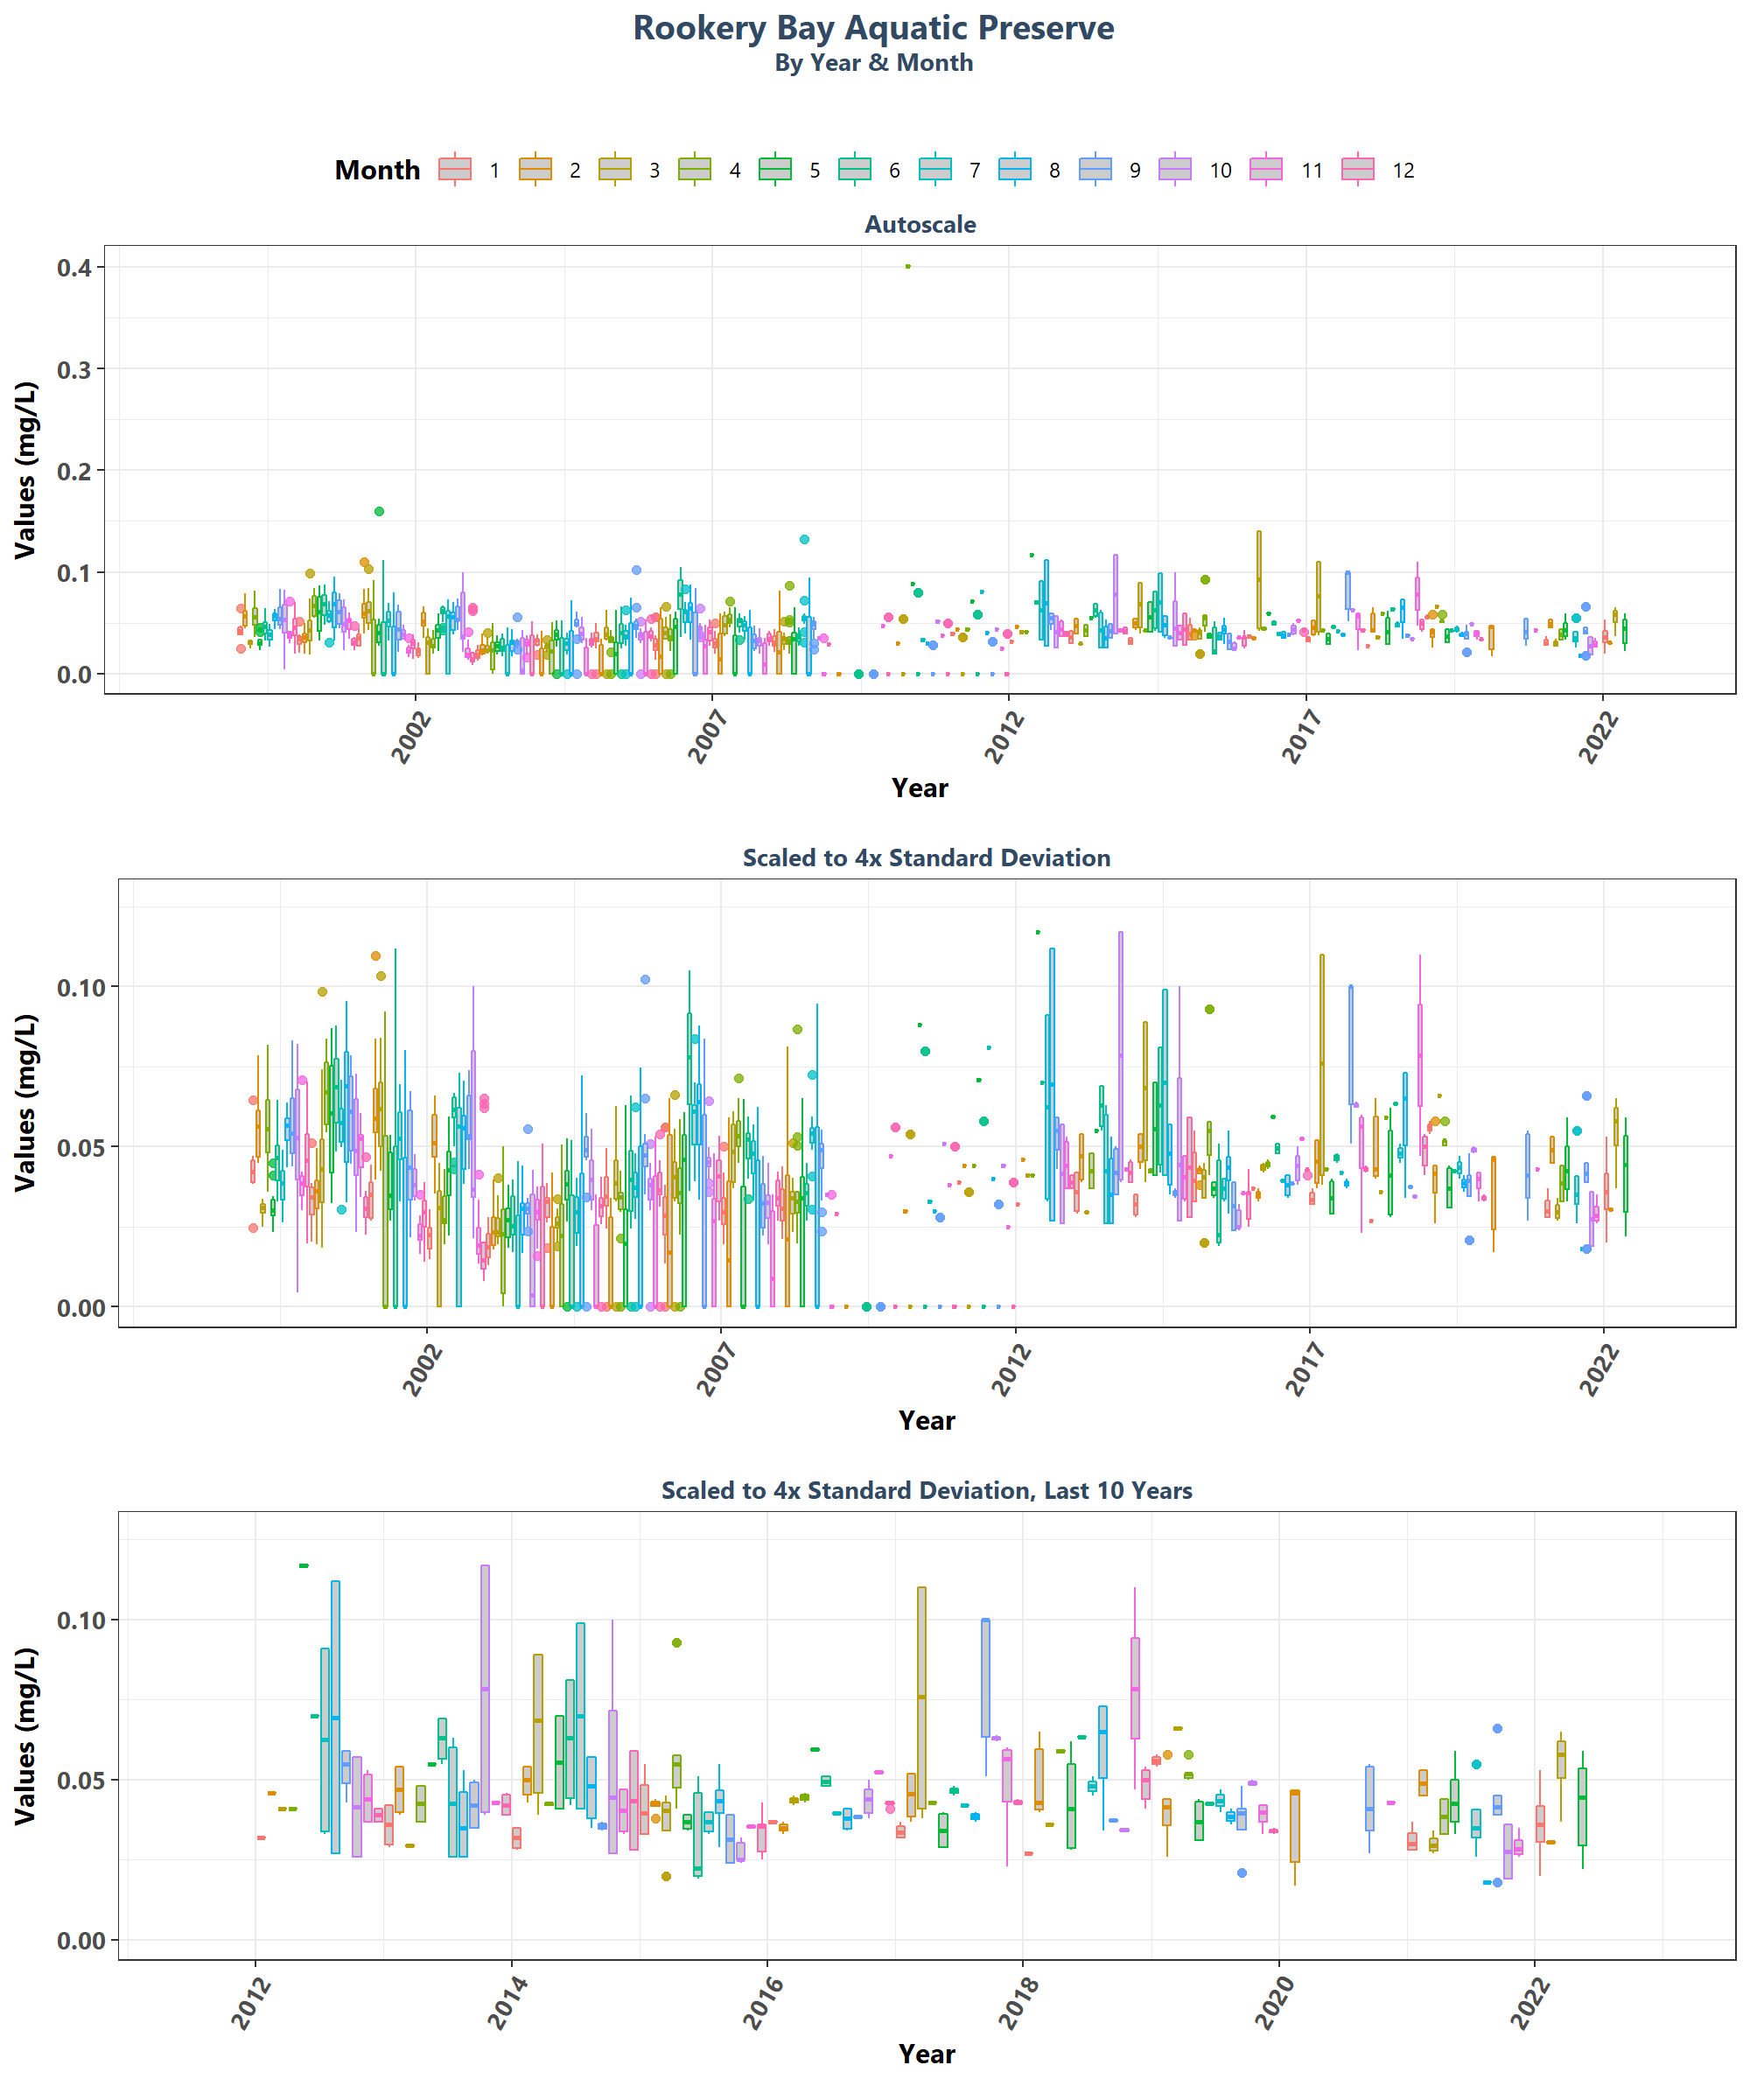 Rookery Bay Aquatic Preserve
By Year & Month
Month 1 2 3 4 5 6 7 8 9 10 11 12
Autoscale
Values (mg/L)
0.4
0.3
0.2
0.1
0.0
2002 2007 2012 2017 2022
Year
Scaled to 4x Standard Deviation
Values (mg/L)
0.10
0.05
0.00
2002 2007 2012 2017 2022
Year
Scaled to 4x Standard Deviation, Last 10 Years
Values (mg/L)
0.10
0.05
0.00
2012 2014 2016 2018 2020 2022
Year